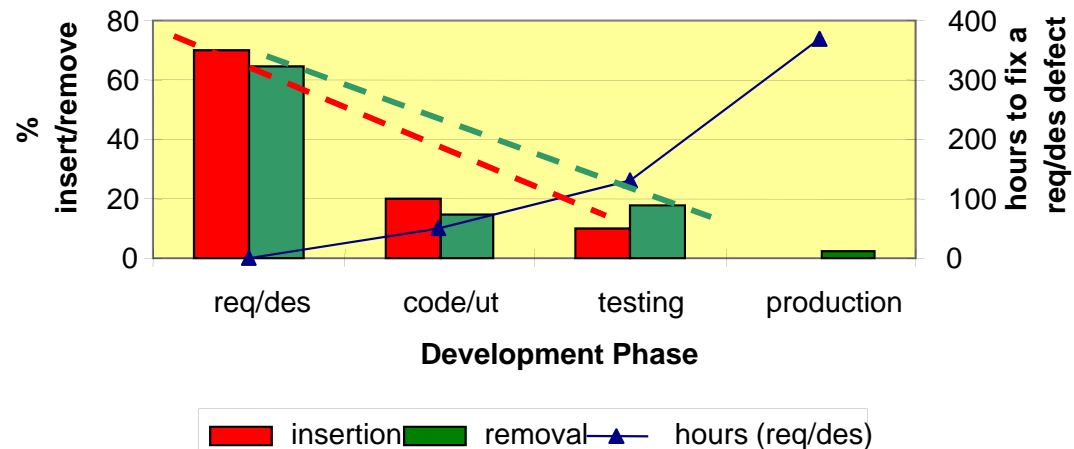 %
insert/remove
80
60
40
20
0
400
300
200
100
0
hours to fix a
req/des defect
req/des code/ut testing production
Development Phase
insertion removal hours (req/des)